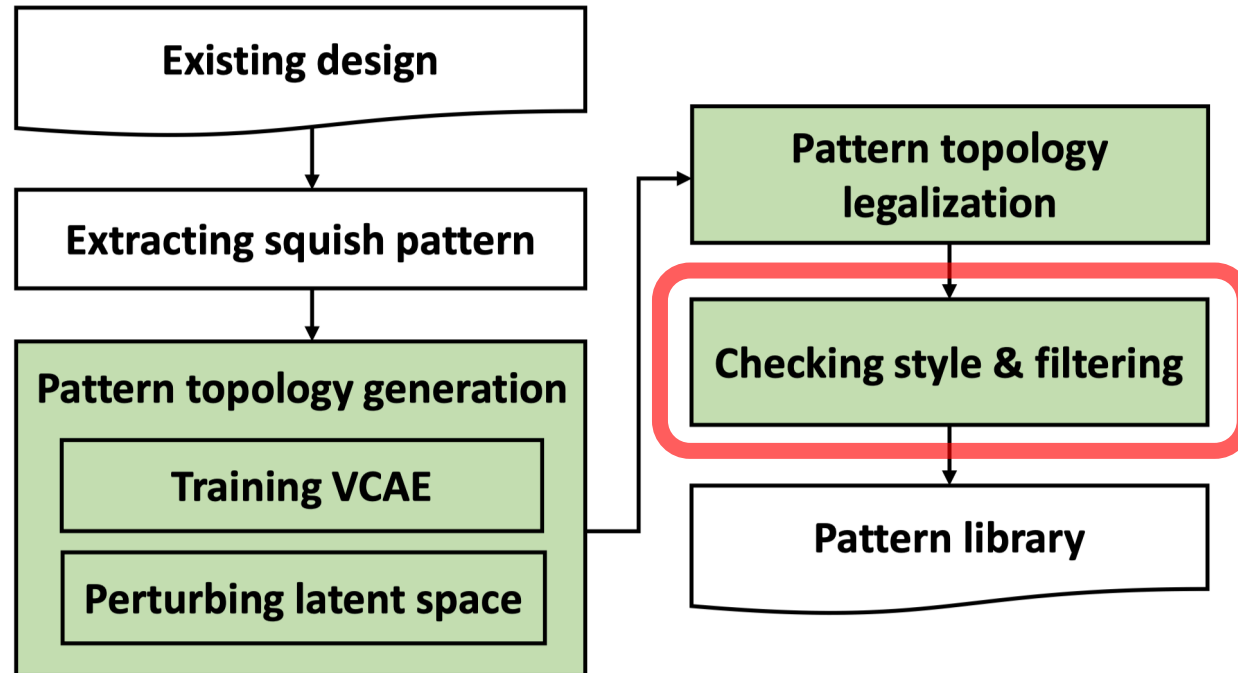 Existing design
Extracting squish pattern
Pattern topology generation
Training VCAE
Perturbing latent space
Pattern topology
legalization
Checking style & filtering
Pattern library